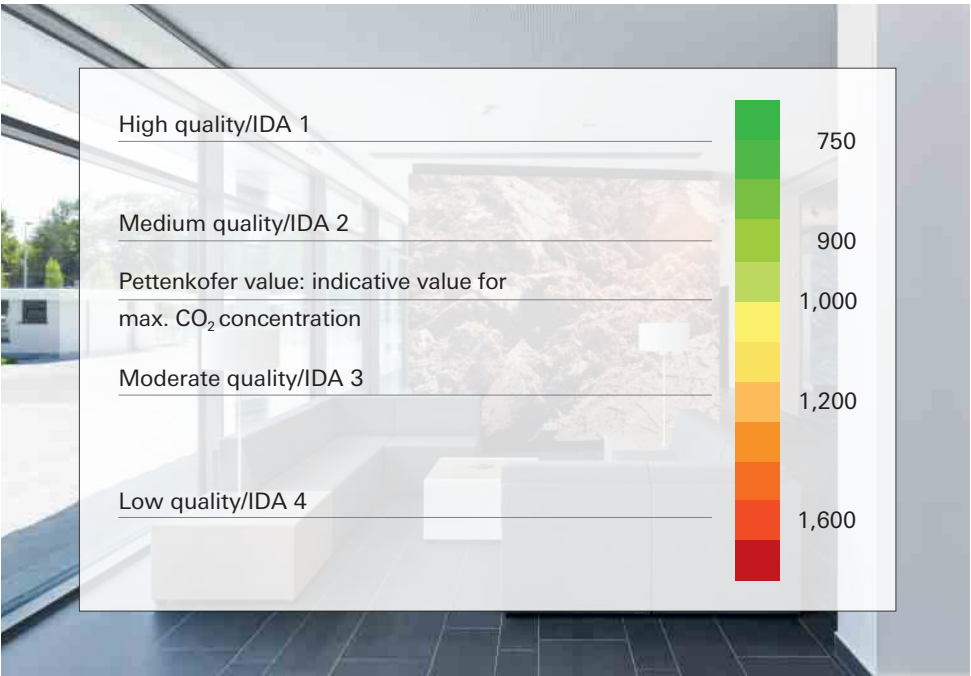 High quality/IDA 1
750
Medium quality/IDA 2
900
Pettenkofer value: indicative value for
1,000
max. CO₂ concentration
Moderate quality/IDA 3
1,200
Low quality/IDA 4
1,600